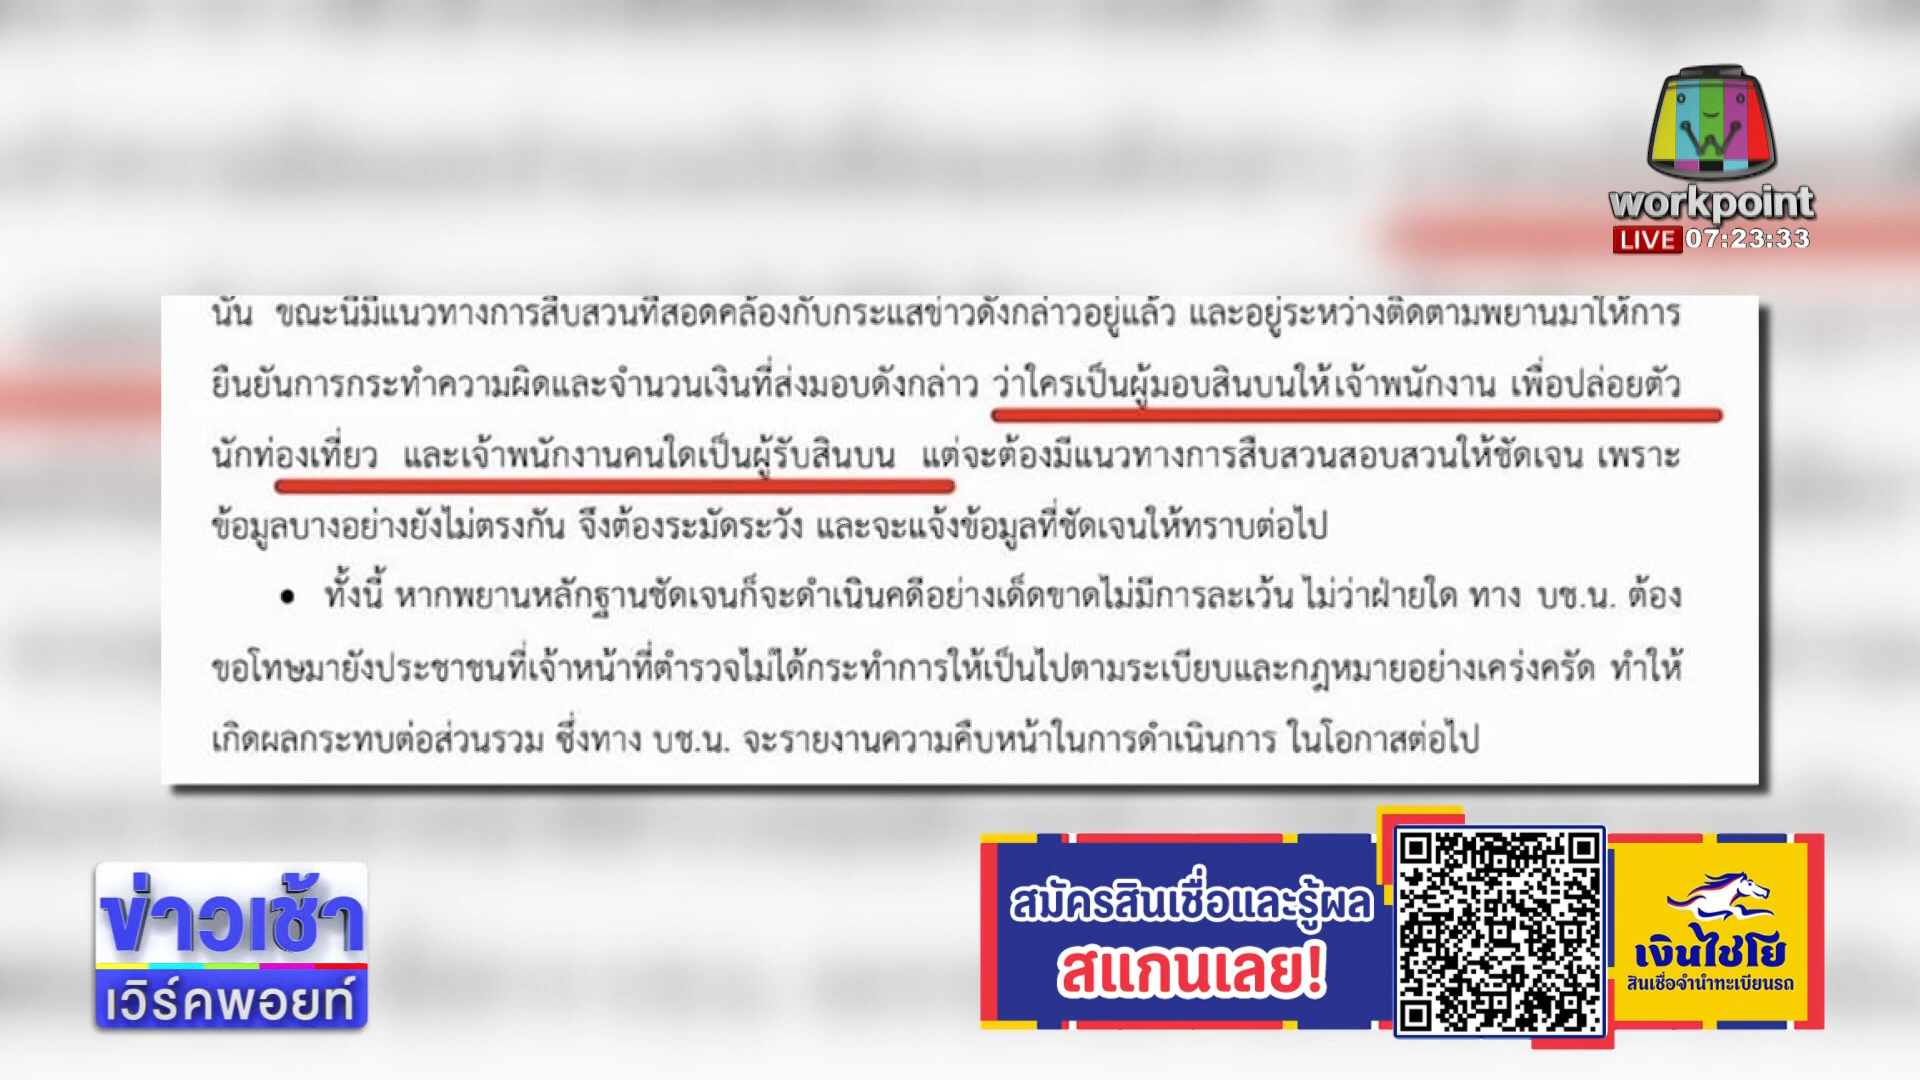 workpoint
LIVE 07:23:33
นั้น ขณะนี้มีแนวทางการสืบสวนที่สอดคล้องกับกระแสข่าวดังกล่าวอยู่แล้ว และอยู่ระหว่างติดตามพยานมาให้การ
ยืนยันการกระทำความผิดและจำนวนเงินที่ส่งมอบดังกล่าว ว่าใครเป็นผู้มอบสินบนให้เจ้าพนักงาน เพื่อปล่อยตัว
นักท่องเที่ยว และเจ้าพนักงานคนใดเป็นผู้รับสินบน แต่จะต้องมีแนวทางการสืบสวนสอบสวนให้ชัดเจน เพราะ
ข้อมูลบางอย่างยังไม่ตรงกัน จึงต้องระมัดระวัง และจะแจ้งข้อมูลที่ชัดเจนให้ทราบต่อไป
• ทั้งนี้ หากพยานหลักฐานชัดเจนก็จะดำเนินคดีอย่างเด็ดขาดไม่มีการละเว้น ไม่ว่าฝ่ายใด ทาง บช.น. ต้อง
ขอโทษมายังประชาชนที่เจ้าหน้าที่ตำรวจไม่ได้กระทำการให้เป็นไปตามระเบียบและกฎหมายอย่างเคร่งครัด ทำให้
เกิดผลกระทบต่อส่วนรวม ซึ่งทาง บช.น. จะรายงานความคืบหน้าในการดำเนินการ ในโอกาสต่อไป
ข่าวเช้า
เวิร์คพอยท์
สมัครสินเชื่อและรู้ผล
สแกนเลย!
เงินไชโย
สินเชื่อจำนำทะเบียนรถ